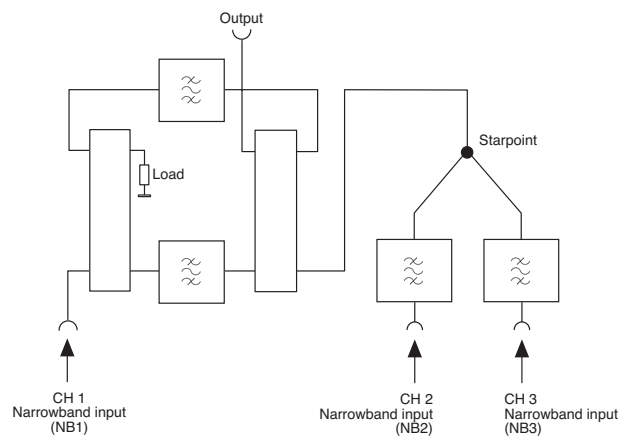 Output
Starpoint
Load
CH 1
Narrowband input
(NB1)
CH 2
Narrowband input
(NB2)
CH 3
Narrowband input
(NB3)